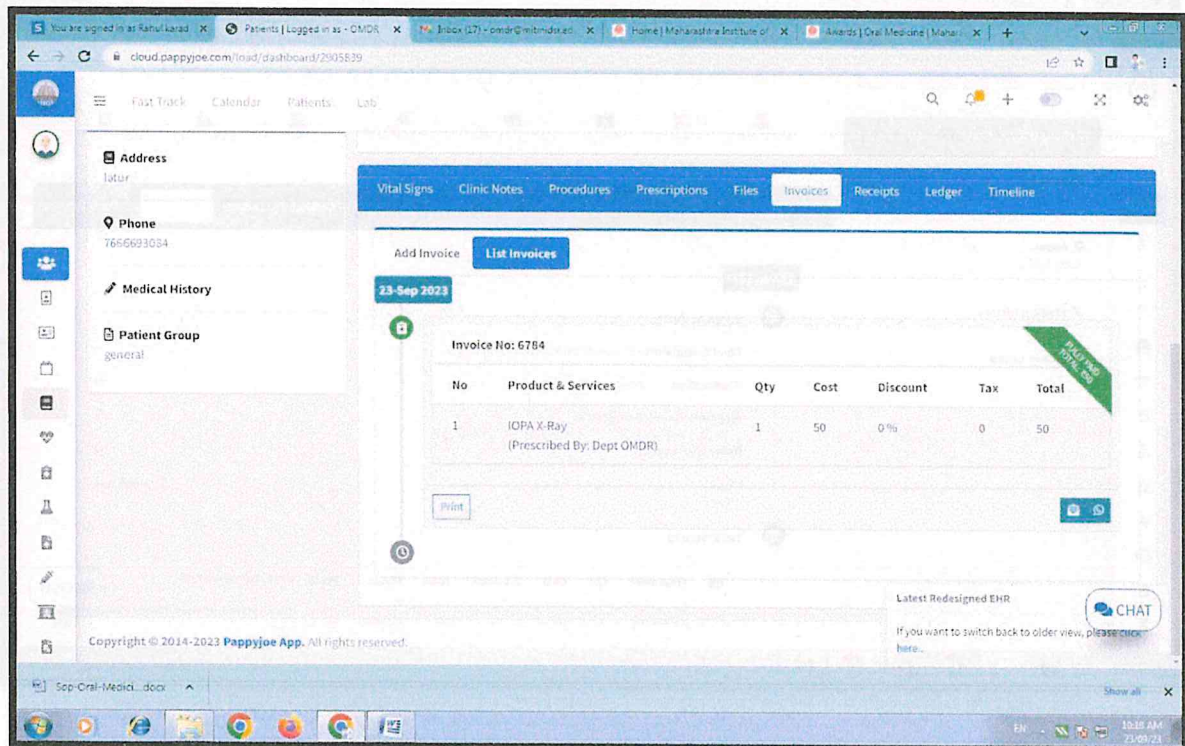 You are signed in as Rahul karad
Patients | Logged in as - OMDR
Inbox (17) - omdr@mitmidsr.ed
Home | Maharashtra Institute of
Awards | Oral Medicine | Mahar
cloud.pappyjoe.com/load/dashboard/2905839
Fast Track Calendar Patients Lab
Address
latur
Phone
7666693084
Medical History
Patient Group
general
Vital Signs Clinic Notes Procedures Prescriptions Files Invoices Receipts Ledger Timeline
Add Invoice List Invoices
23-Sep 2023
Invoice No: 6784
FULLY PAID
No Product & Services Qty Cost Discount Tax Total
1 IOPA X-Ray 1 50 0 % 0 50
(Prescribed By: Dept OMDR)
Print
Latest Redesigned EHR
CHAT
If you want to switch back to older view, please click
here..
Copyright © 2014-2023 Pappyjoe App. All rights reserved.
Sop-Oral-Medici....docx
Show all
EN
10:16 AM
23/09/23